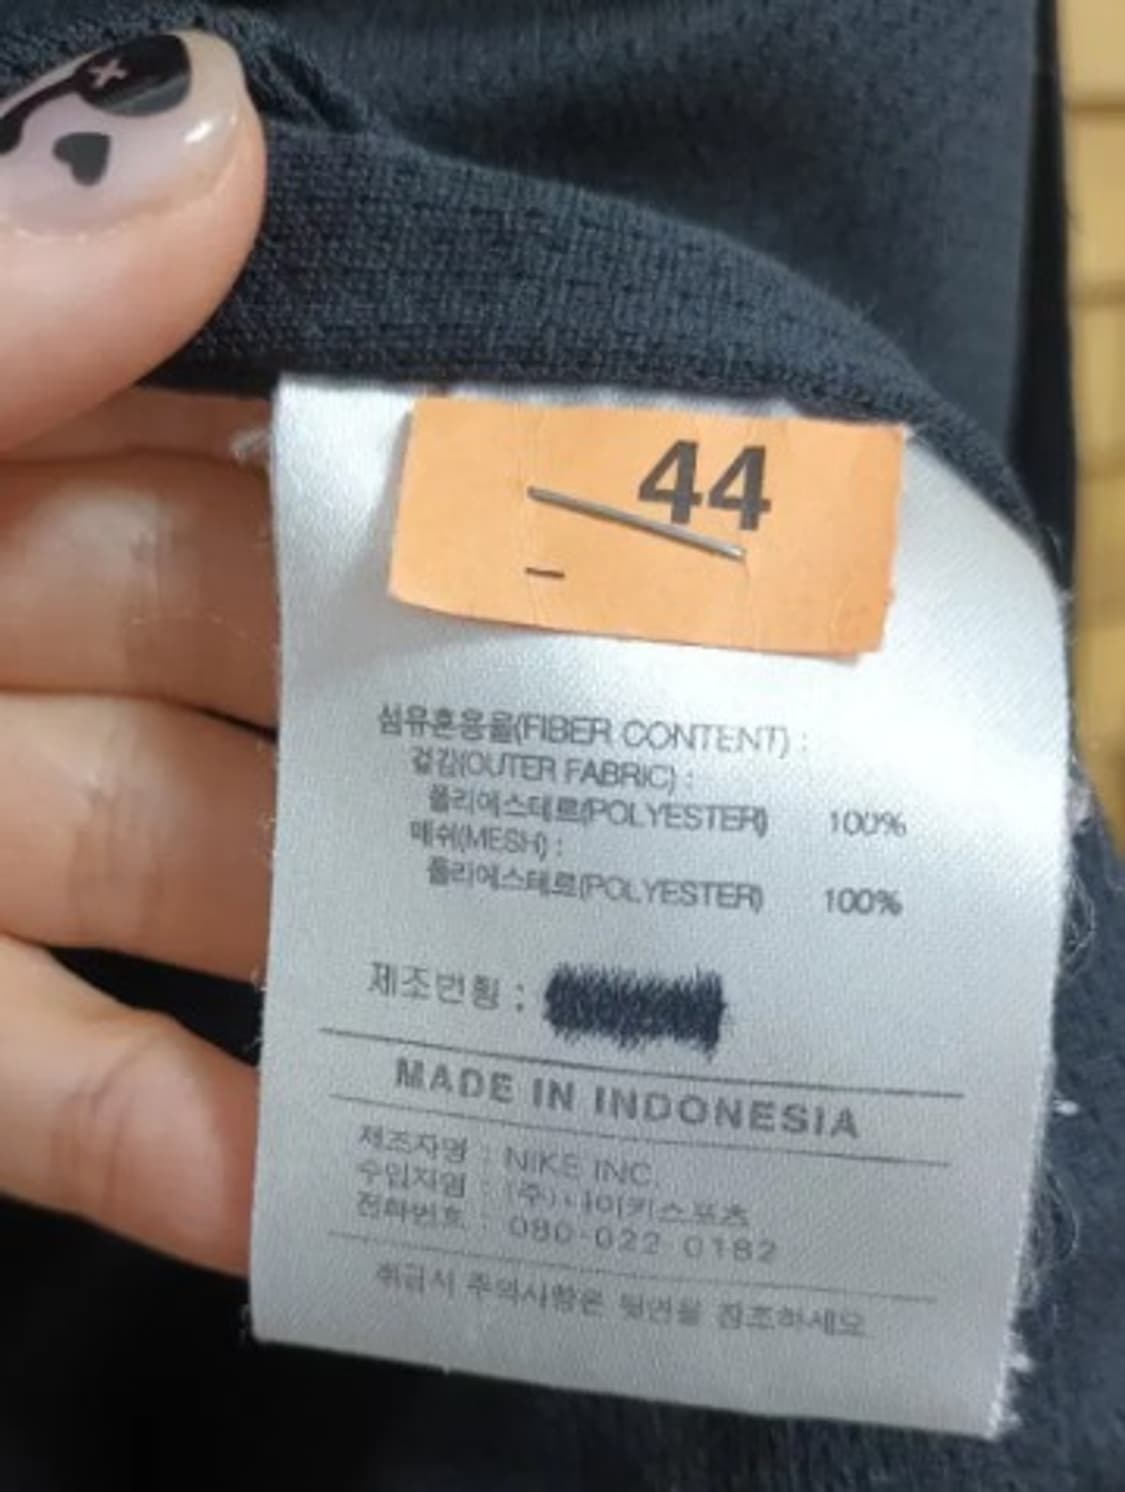 44
섬유혼용율(FIBER CONTENT) :
겉감(OUTER FABRIC) :
폴리에스테르(POLYESTER) 100%
매쉬(MESH) :
폴리에스테르(POLYESTER) 100%
제조번횡 :
MADE IN INDONESIA
제조자명 : NIKE INC.
수입자명 : (주)나이키스포츠
전화번호 : 080-022 0182
취급시 주의사항은 뒷면을 참조하세요